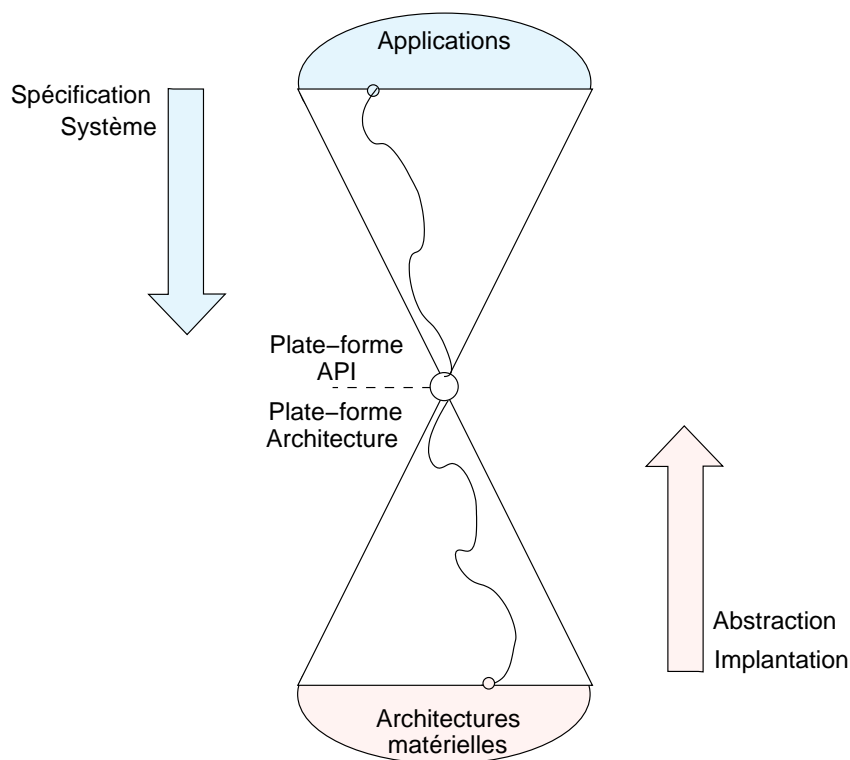 Applications
Spécification
Système
Plate−forme
API
Plate−forme
Architecture
Abstraction
Implantation
Architectures
matérielles